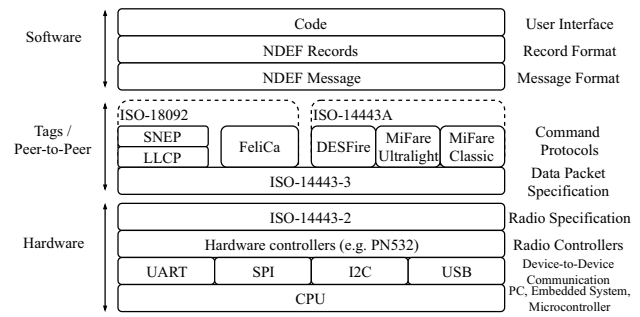 Software
Code
User Interface
NDEF Records
Record Format
NDEF Message
Message Format
Tags /
Peer-to-Peer
ISO-18092
ISO-14443A
SNEP
LLCP
FeliCa
DESFire
MiFare
Ultralight
MiFare
Classic
Command
Protocols
ISO-14443-3
Data Packet
Specification
Hardware
ISO-14443-2
Radio Specification
Hardware controllers (e.g. PN532)
Radio Controllers
UART
SPI
I2C
USB
Device-to-Device
Communication
CPU
PC, Embedded System,
Microcontroller